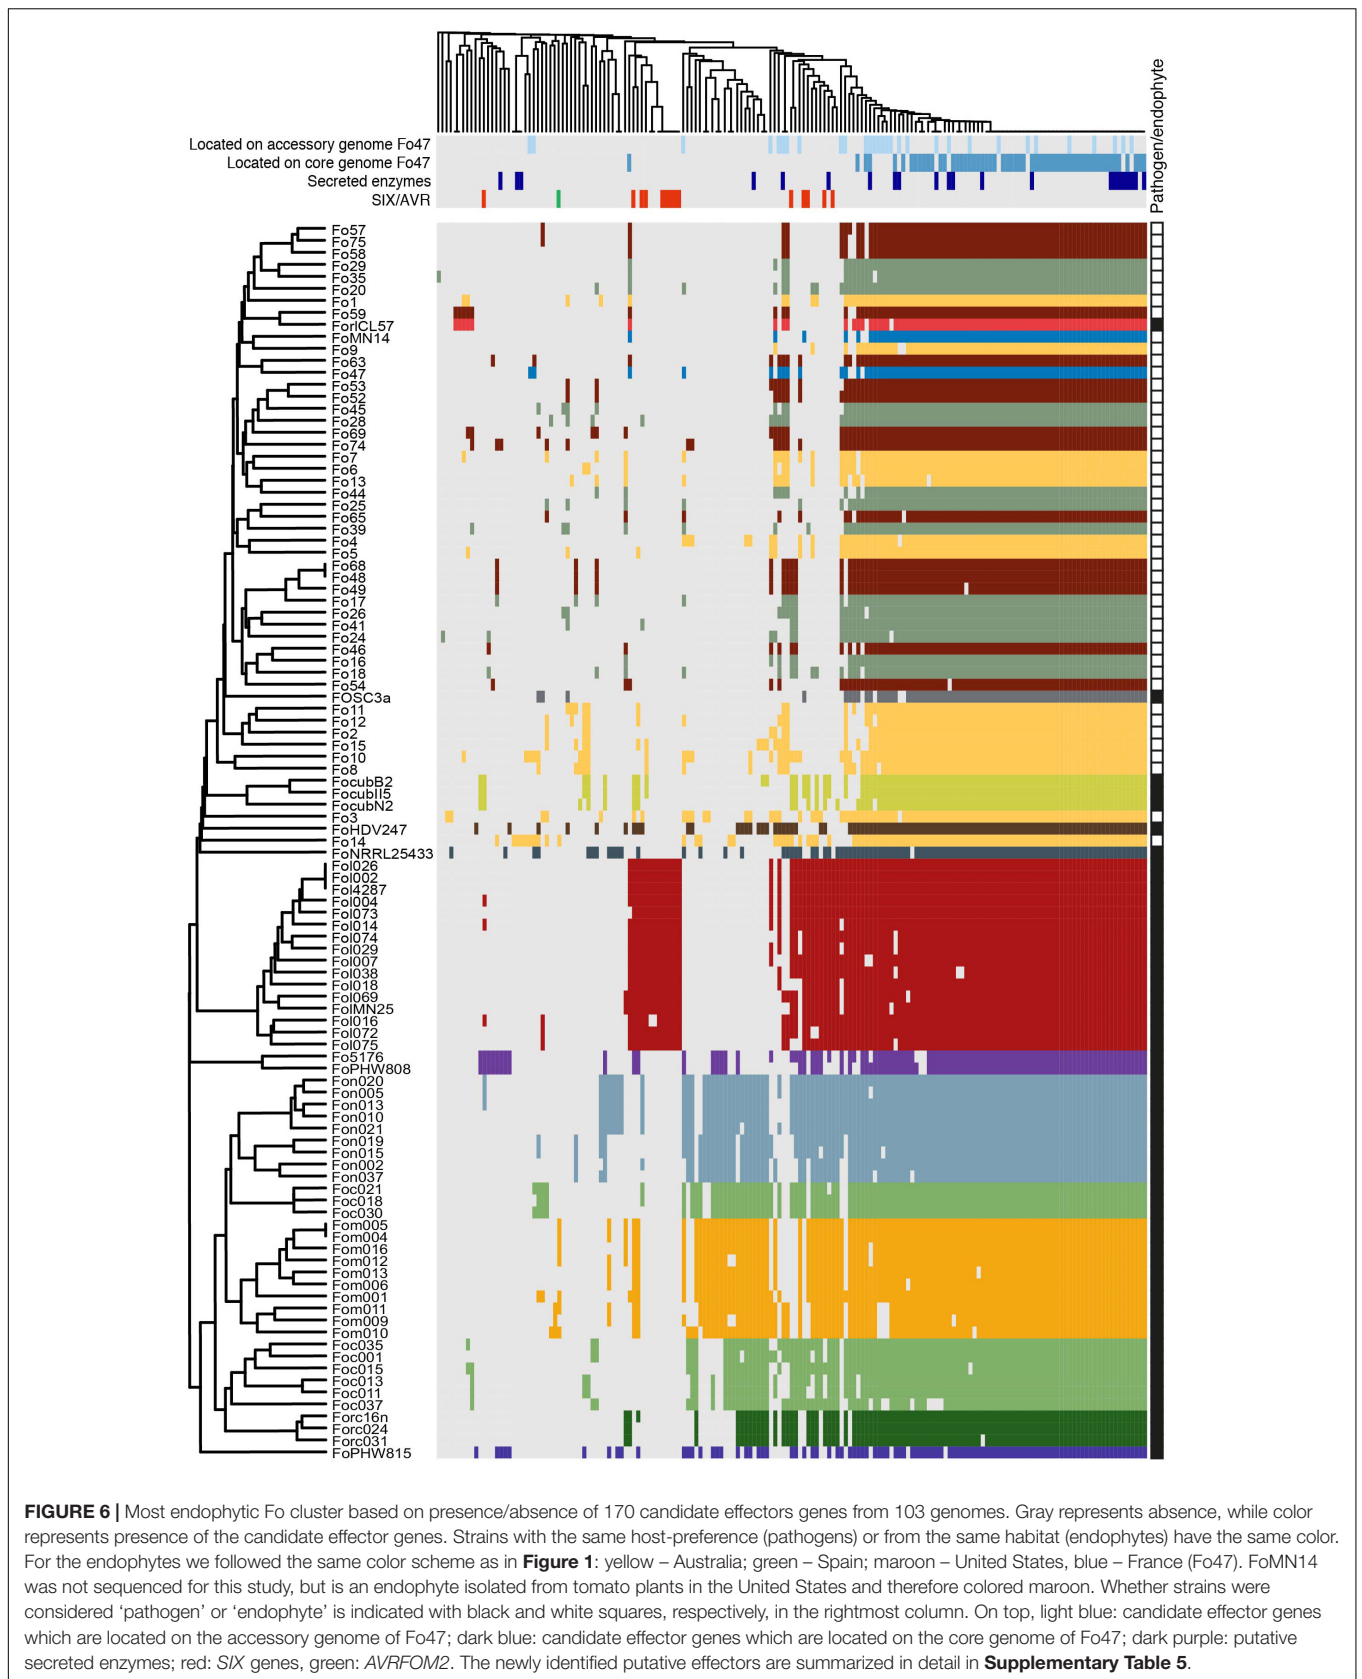 Pathogen/endophyte
Located on accessory genome Fo47
Located on core genome Fo47
Secreted enzymes
SIX/AVR
Fo57
Fo75
Fo58
Fo29
Fo35
Fo20
Fo1
Fo59
ForlCL57
FoMN14
Fo9
Fo63
Fo47
Fo53
Fo52
Fo45
Fo28
Fo69
Fo74
Fo7
Fo6
Fo13
Fo44
Fo25
Fo65
Fo39
Fo4
Fo5
Fo68
Fo48
Fo49
Fo17
Fo26
Fo41
Fo24
Fo46
Fo16
Fo18
Fo54
FOSC3a
Fo11
Fo12
Fo2
Fo15
Fo10
Fo8
FocubB2
FocubII5
FocubN2
Fo3
FoHDV247
Fo14
FoNRRL25433
Fol026
Fol002
Fol4287
Fol004
Fol073
Fol014
Fol074
Fol029
Fol007
Fol038
Fol018
Fol069
FolMN25
Fol016
Fol072
Fol075
Fo5176
FoPHW808
Fon020
Fon005
Fon013
Fon010
Fon021
Fon019
Fon015
Fon002
Fon037
Foc021
Foc018
Foc030
Fom005
Fom004
Fom016
Fom012
Fom013
Fom006
Fom001
Fom011
Fom009
Fom010
Foc035
Foc001
Foc015
Foc013
Foc011
Foc037
Forc16n
Forc024
Forc031
FoPHW815
FIGURE 6 | Most endophytic Fo cluster based on presence/absence of 170 candidate effectors genes from 103 genomes. Gray represents absence, while color
represents presence of the candidate effector genes. Strains with the same host-preference (pathogens) or from the same habitat (endophytes) have the same color.
For the endophytes we followed the same color scheme as in Figure 1: yellow – Australia; green – Spain; maroon – United States, blue – France (Fo47). FoMN14
was not sequenced for this study, but is an endophyte isolated from tomato plants in the United States and therefore colored maroon. Whether strains were
considered ‘pathogen’ or ‘endophyte’ is indicated with black and white squares, respectively, in the rightmost column. On top, light blue: candidate effector genes
which are located on the accessory genome of Fo47; dark blue: candidate effector genes which are located on the core genome of Fo47; dark purple: putative
secreted enzymes; red: SIX genes, green: AVRFOM2. The newly identified putative effectors are summarized in detail in Supplementary Table 5.